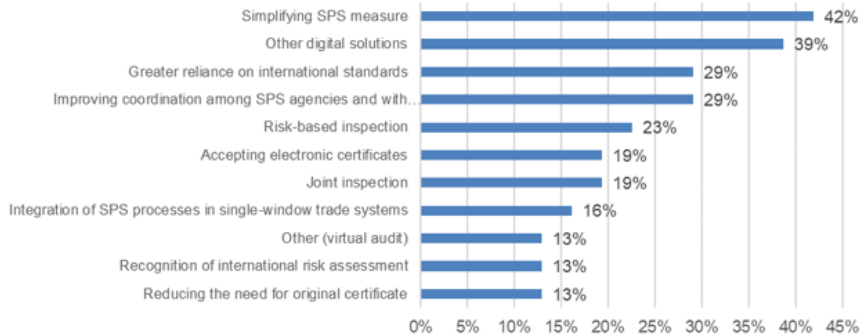 Simplifying SPS measure 42%
Other digital solutions 39%
Greater reliance on international standards 29%
Improving coordination among SPS agencies and with… 29%
Risk-based inspection 23%
Accepting electronic certificates 19%
Joint inspection 19%
Integration of SPS processes in single-window trade systems 16%
Other (virtual audit) 13%
Recognition of international risk assessment 13%
Reducing the need for original certificate 13%
0% 5% 10% 15% 20% 25% 30% 35% 40% 45%